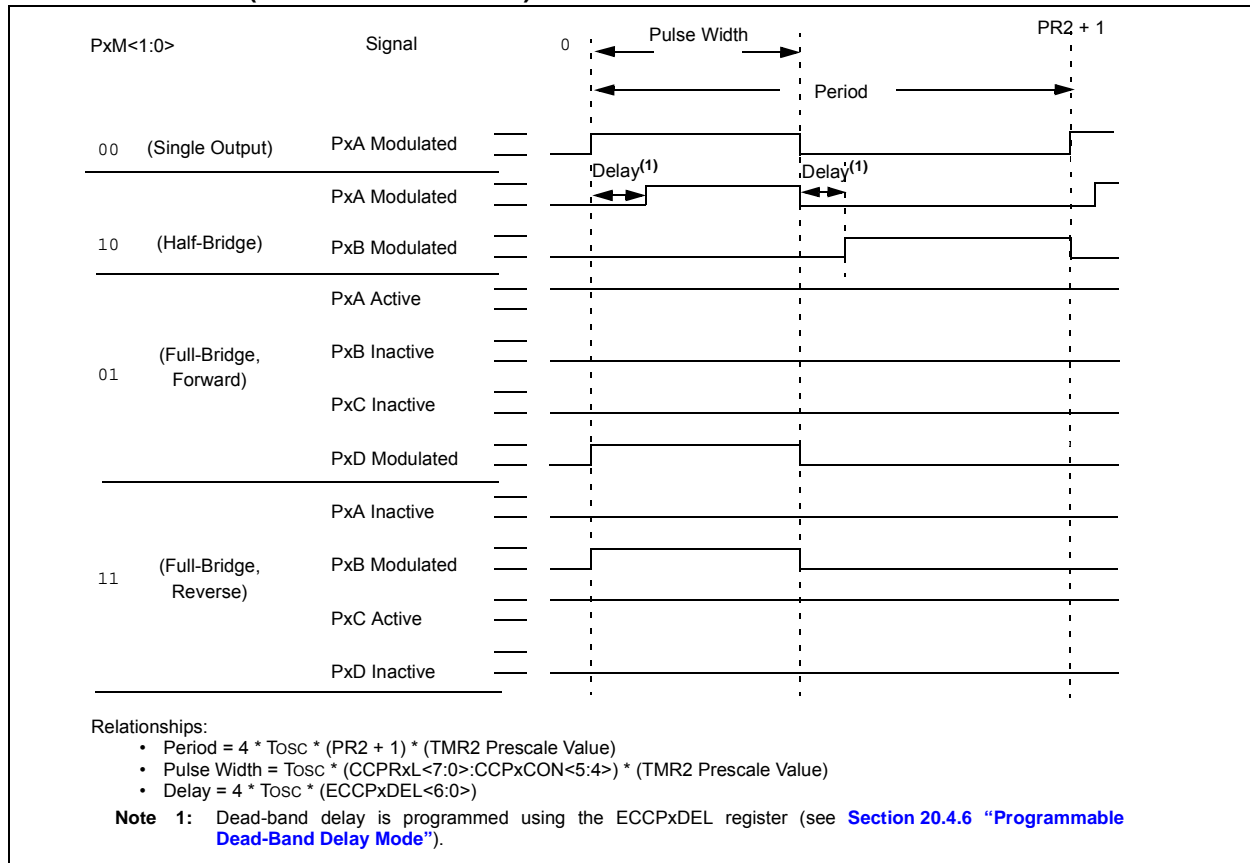 PxM<1:0> Signal 0 Pulse Width PR2 + 1
Period
00 (Single Output) PxA Modulated
Delay(1) Delay(1)
PxA Modulated
10 (Half-Bridge) PxB Modulated
PxA Active
(Full-Bridge, PxB Inactive
01 Forward)
PxC Inactive
PxD Modulated
PxA Inactive
(Full-Bridge, PxB Modulated
11 Reverse)
PxC Active
PxD Inactive
Relationships:
• Period = 4 * TOSC * (PR2 + 1) * (TMR2 Prescale Value)
• Pulse Width = TOSC * (CCPRxL<7:0>:CCPxCON<5:4>) * (TMR2 Prescale Value)
• Delay = 4 * TOSC * (ECCPxDEL<6:0>)
Note 1: Dead-band delay is programmed using the ECCPxDEL register (see Section 20.4.6 “Programmable
Dead-Band Delay Mode”).